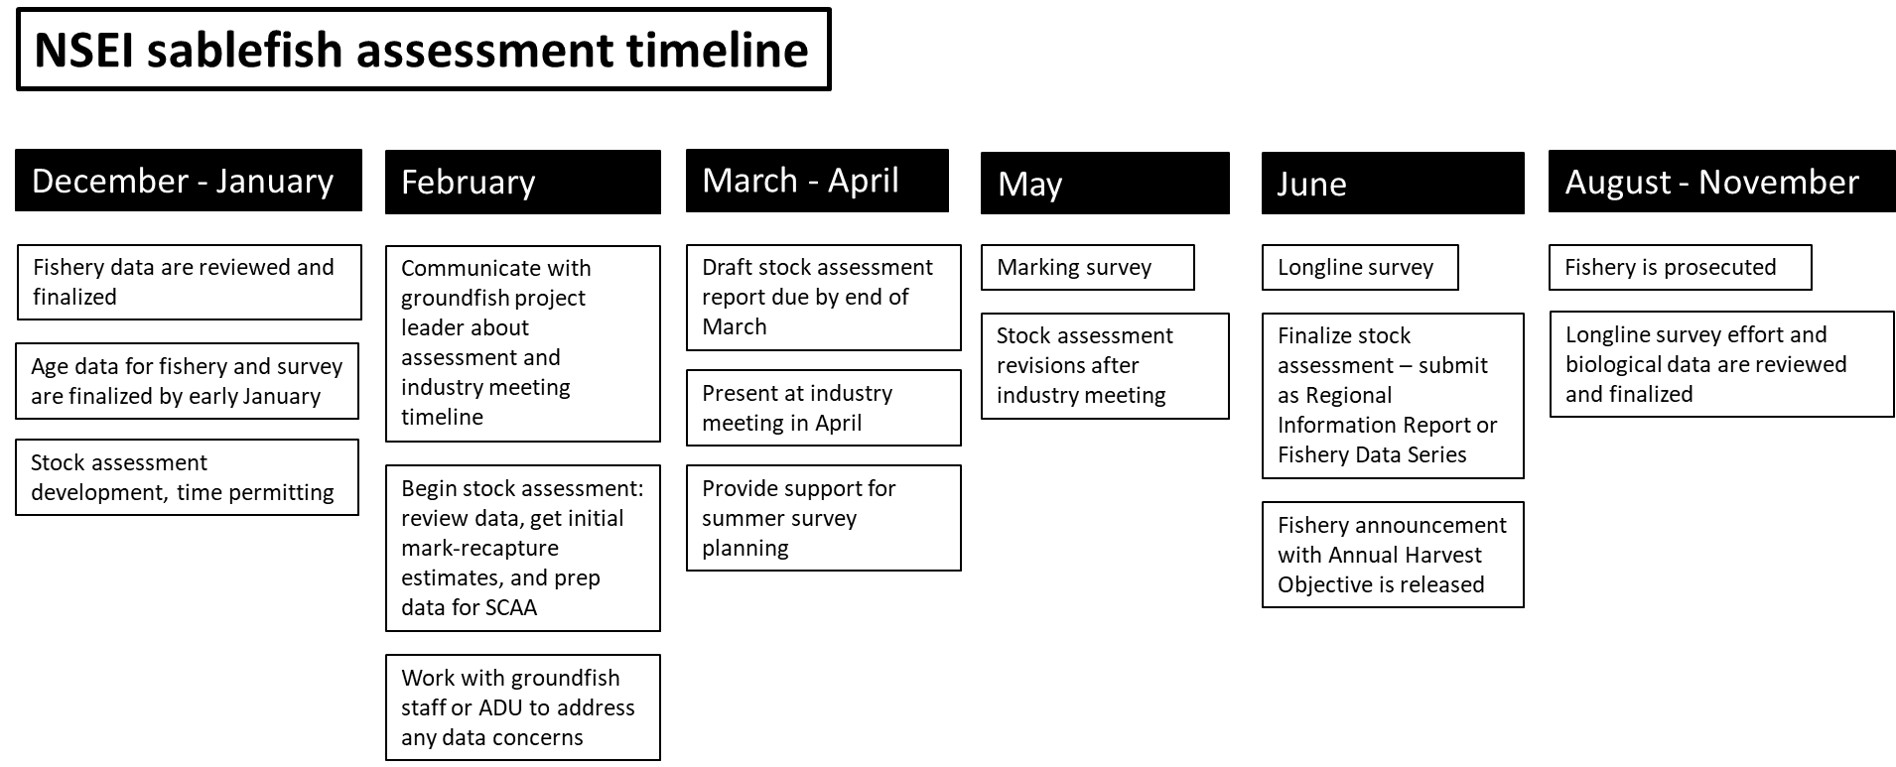 NSEI sablefish assessment timeline
December - January
Fishery data are reviewed and
finalized
Age data for fishery and survey
are finalized by early January
Stock assessment
development, time permitting
February
Communicate with
groundfish project
leader about
assessment and
industry meeting
timeline
Begin stock assessment:
review data, get initial
mark-recapture
estimates, and prep
data for SCAA
Work with groundfish
staff or ADU to address
any data concerns
March - April
Draft stock assessment
report due by end of
March
Present at industry
meeting in April
Provide support for
summer survey
planning
May
Marking survey
Stock assessment
revisions after
industry meeting
June
Longline survey
Finalize stock
assessment – submit
as Regional
Information Report or
Fishery Data Series
Fishery announcement
with Annual Harvest
Objective is released
August - November
Fishery is prosecuted
Longline survey effort and
biological data are reviewed
and finalized